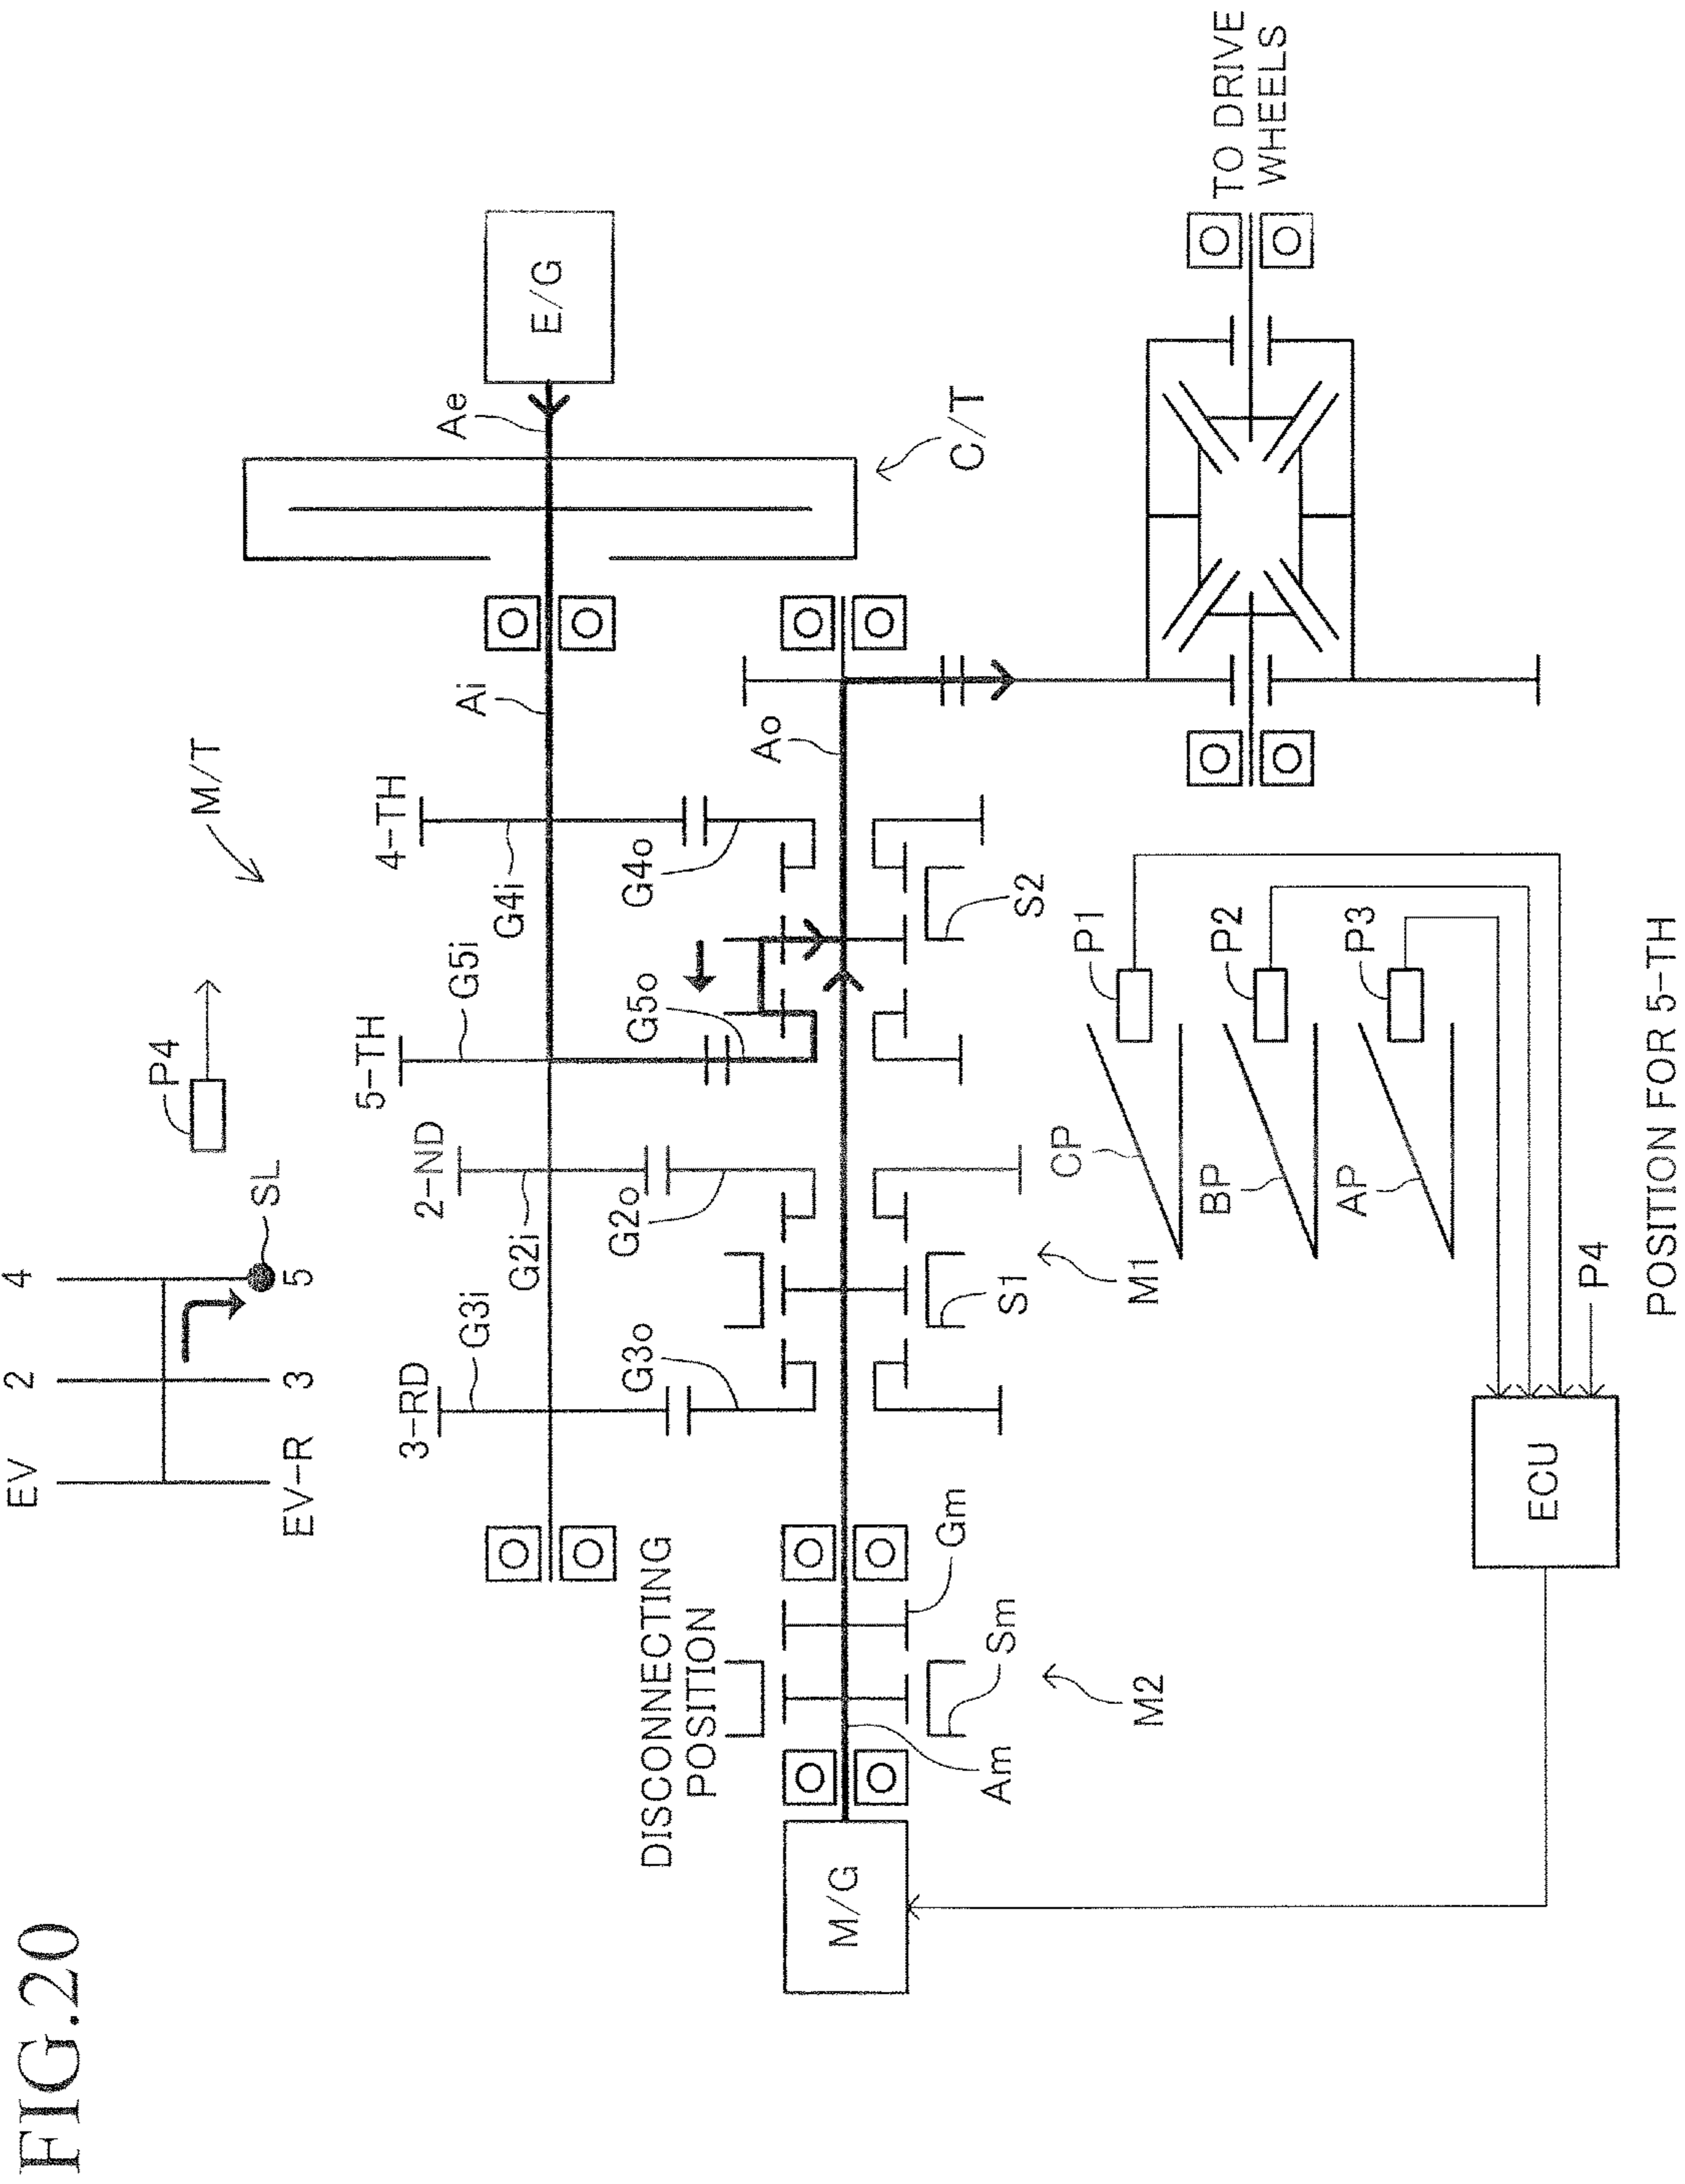 FIG.20
EV
2
4
EV-R
3
5
SL
P4
M/T
3-RD
2-ND
5-TH
4-TH
G3i
G2i
G5i
G4i
Ai
Ae
E/G
G3o
G2o
G5o
G4o
Ao
C/T
DISCONNECTING
POSITION
M/G
Am
Sm
Gm
M2
S1
M1
S2
TO DRIVE
WHEELS
CP
P1
BP
P2
AP
P3
ECU
P4
POSITION FOR 5-TH